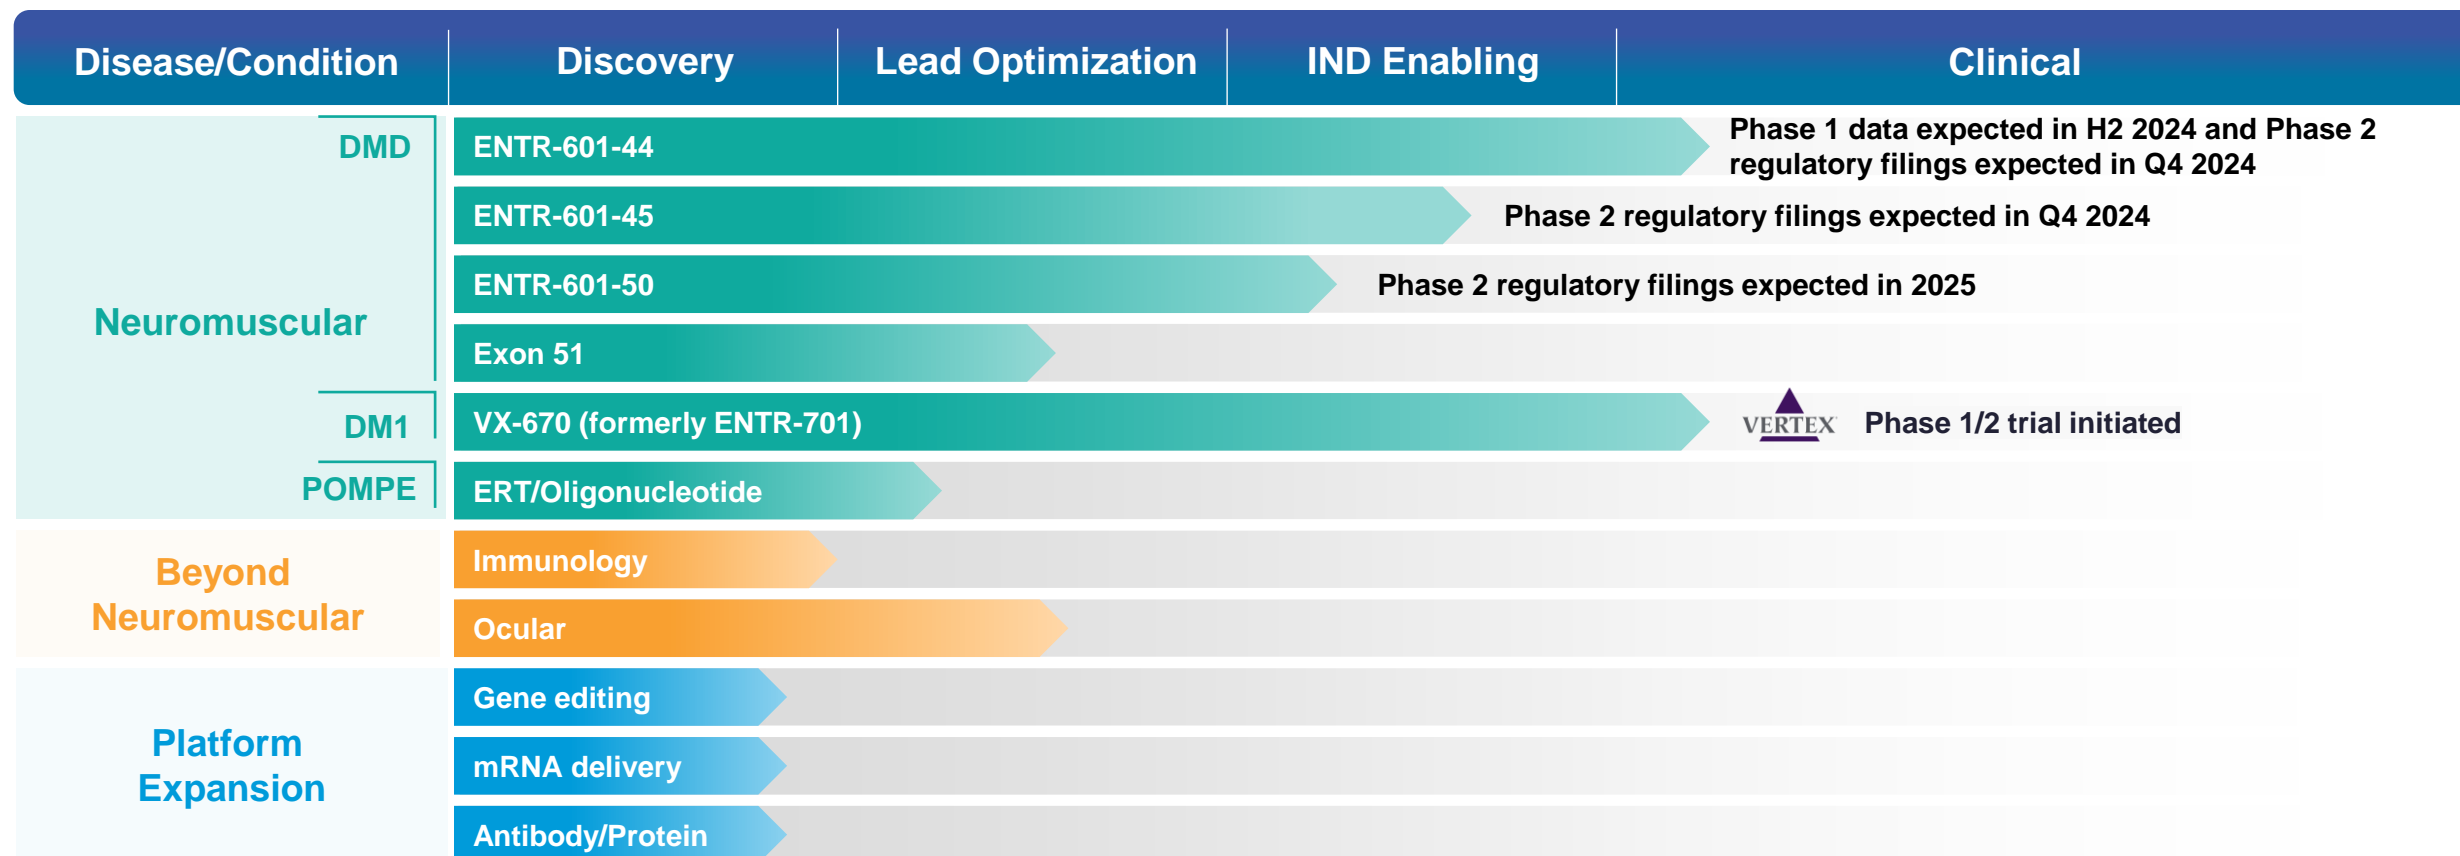 Disease/Condition
Discovery
Lead Optimization
IND Enabling
Clinical
Neuromuscular
DMD
ENTR-601-44
Phase 1 data expected in H2 2024 and Phase 2
regulatory filings expected in Q4 2024
ENTR-601-45
Phase 2 regulatory filings expected in Q4 2024
ENTR-601-50
Phase 2 regulatory filings expected in 2025
Exon 51
DM1
VX-670 (formerly ENTR-701)
VERTEX
Phase 1/2 trial initiated
POMPE
ERT/Oligonucleotide
Beyond
Neuromuscular
Immunology
Ocular
Platform
Expansion
Gene editing
mRNA delivery
Antibody/Protein